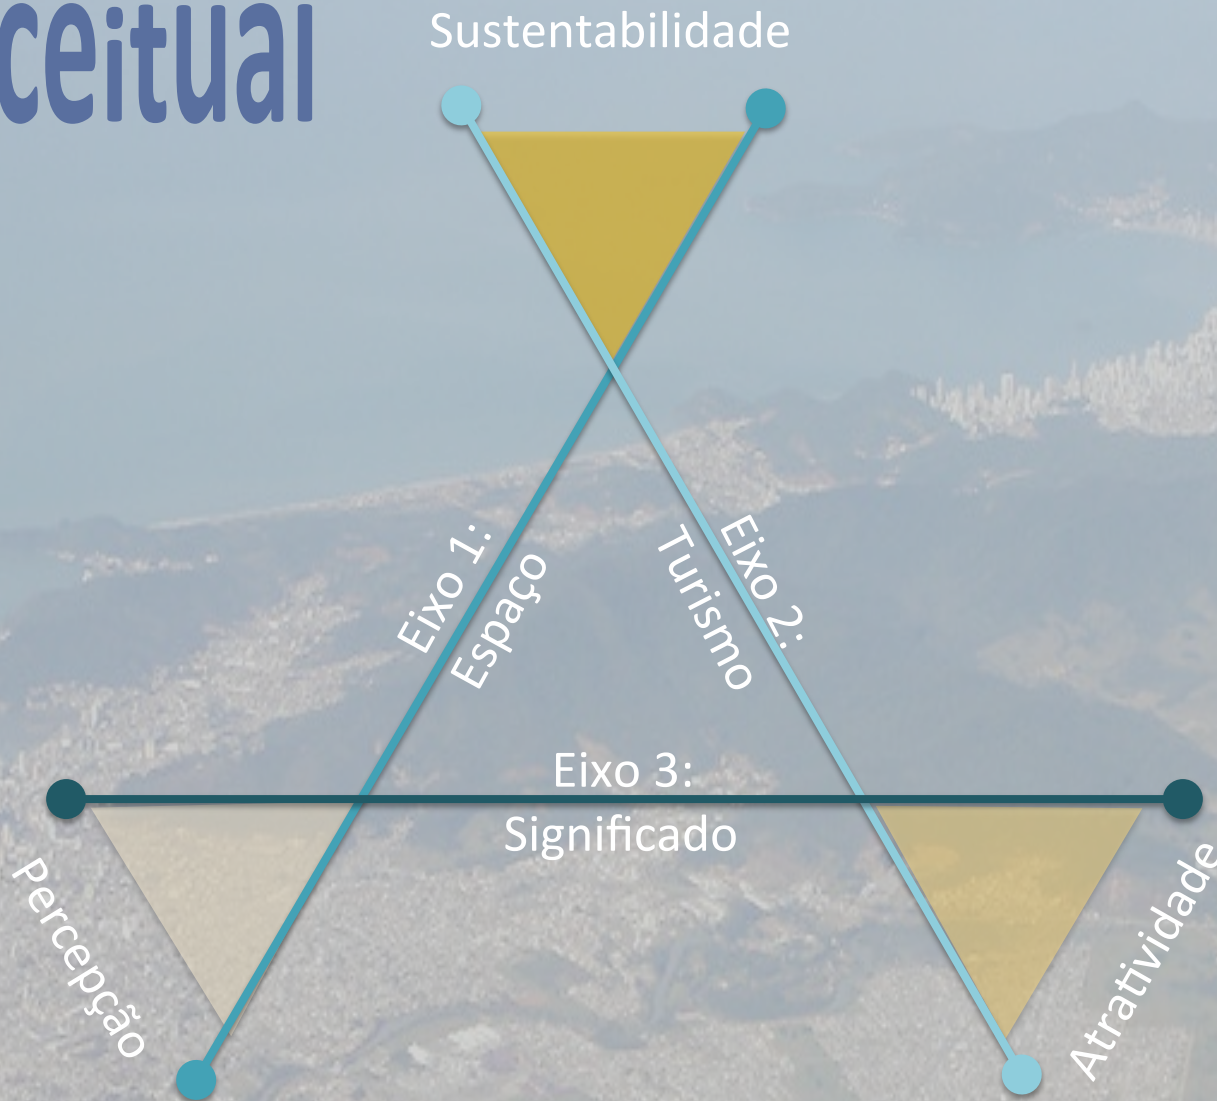 ceitual
Sustentabilidade
Eixo 1:
Espaço
Eixo 2:
Turismo
Eixo 3:
Significado
Percepção
Atratividade